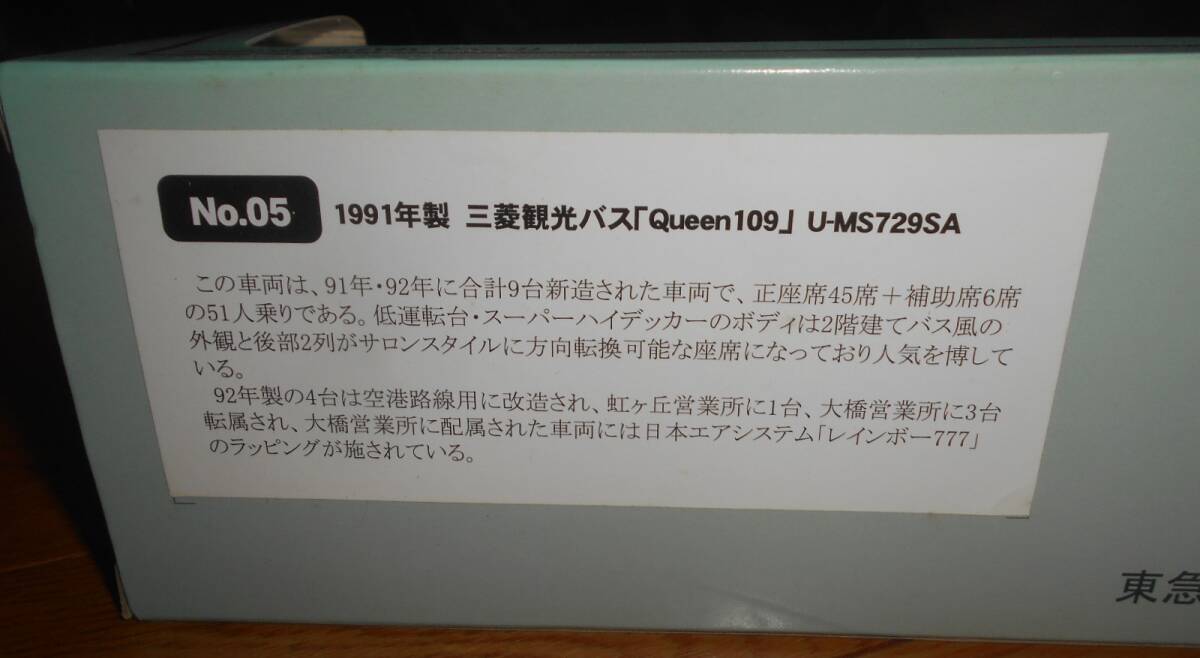 No.05 1991年製 三菱観光バス「Queen109」 U-MS729SA
この車両は、91年・92年に合計9台新造された車両で、正座席45席＋補助席6席
の51人乗りである。低運転台・スーパーハイデッカーのボディは2階建てバス風の
外観と後部2列がサロンスタイルに方向転換可能な座席になっており人気を博して
いる。
92年製の4台は空港路線用に改造され、虹ヶ丘営業所に1台、大橋営業所に3台
転属され、大橋営業所に配属された車両には日本エアシステム「レインボー777」
のラッピングが施されている。
東急